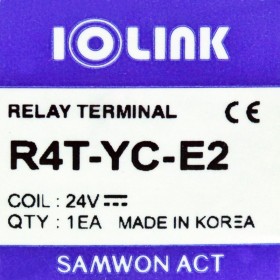 IOLINK
RELAY TERMINAL CE
R4T-YC-E2
COIL : 24V⎓
QTY : 1EA MADE IN KOREA
SAMWON ACT